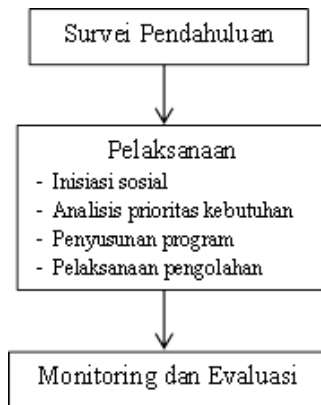 Survei Pendahuluan
Pelaksanaan
- Inisiasi sosial
- Analisis prioritas kebutuhan
- Penyusunan program
- Pelaksanaan pengolahan
Monitoring dan Evaluasi